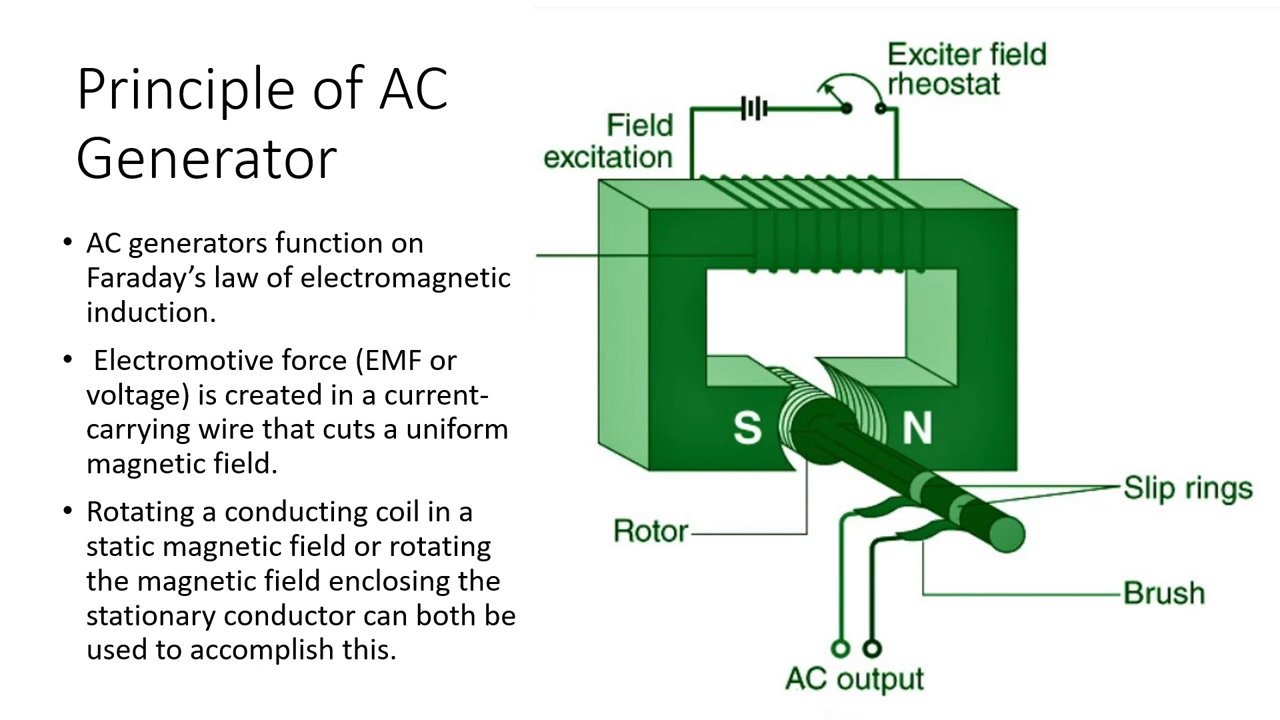 Principle of AC
Generator
• AC generators function on
Faraday’s law of electromagnetic
induction.
• Electromotive force (EMF or
voltage) is created in a current-
carrying wire that cuts a uniform
magnetic field.
• Rotating a conducting coil in a
static magnetic field or rotating
the magnetic field enclosing the
stationary conductor can both be
used to accomplish this.
Exciter field
rheostat
Field
excitation
S
N
Slip rings
Rotor
Brush
AC output